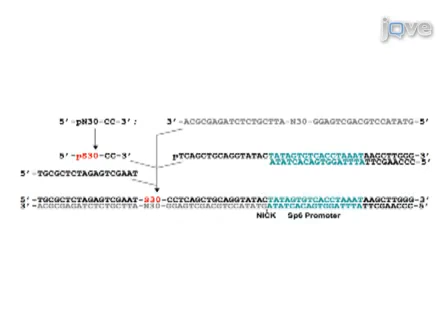 jove
5'-pN30-CC-3'; 3'-ACGCGAGATCTCTGCTTA-N30-GGAGTCGACGTCCATATG-5'
5'-pS30-CC-3' pTCAGCTGCAGGTATACTATAGTGTCACCTAAATAAGCTTGGG-3'
ATATCACAGTGGATTTATTCGAACCC-5'
5'-TGCGCTCTAGAGTCGAAT
5'-TGCGCTCTAGAGTCGAAT-S30-CCTCAGCTGCAGGTATACTATAGTGTCACCTAAATAAGCTTGGG-3'
3'-ACGCGAGATCTCTGCTTA-N30-GGAGTCGACGTCCATATGATATCACAGTGGATTTATTCGAACCC-5'
NICK Sp6 Promoter